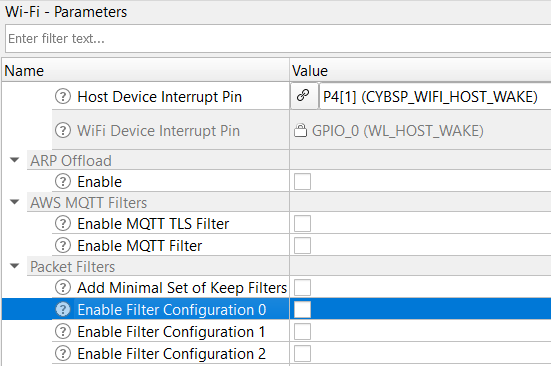 Wi-Fi - Parameters
Enter filter text...
Name Value
Host Device Interrupt Pin P4[1] (CYBSP_WIFI_HOST_WAKE)
WiFi Device Interrupt Pin GPIO_0 (WL_HOST_WAKE)
ARP Offload
Enable
AWS MQTT Filters
Enable MQTT TLS Filter
Enable MQTT Filter
Packet Filters
Add Minimal Set of Keep Filters
Enable Filter Configuration 0
Enable Filter Configuration 1
Enable Filter Configuration 2